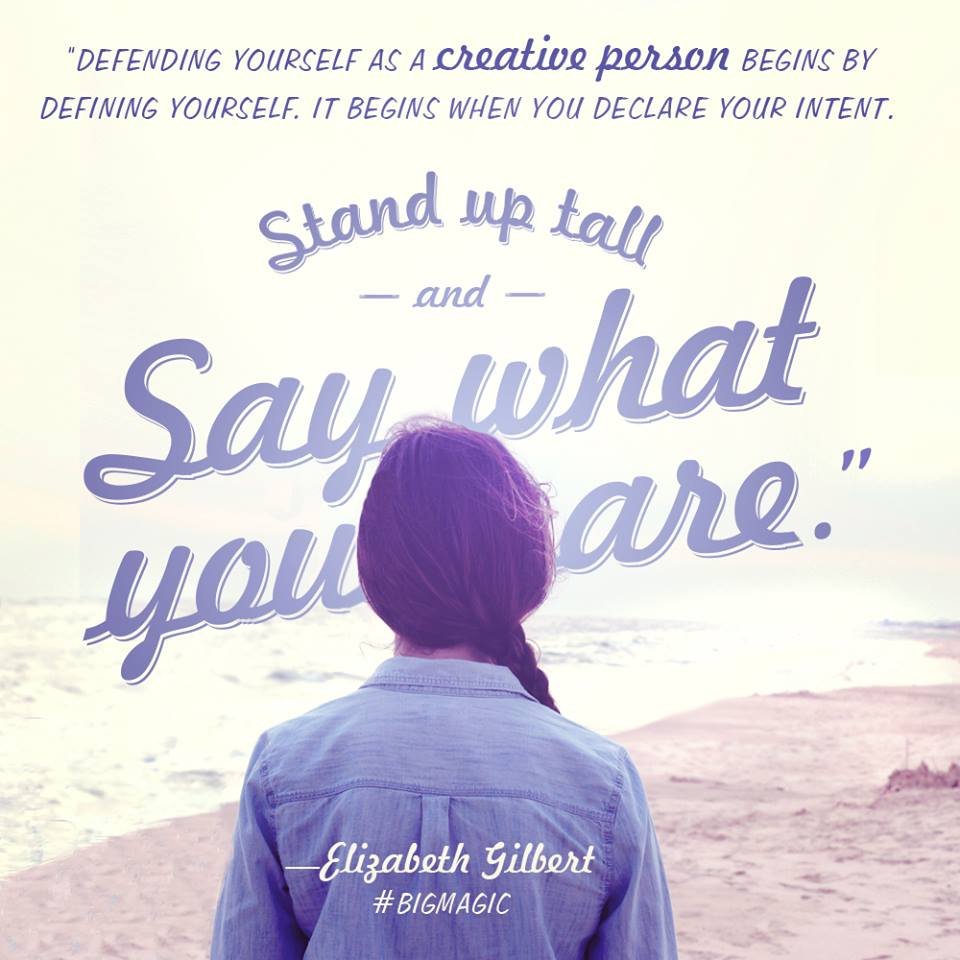 "DEFENDING YOURSELF AS A creative person BEGINS BY
DEFINING YOURSELF. IT BEGINS WHEN YOU DECLARE YOUR INTENT.
Stand up tall
— and —
Say what
you are."
—Elizabeth Gilbert
#BIGMAGIC